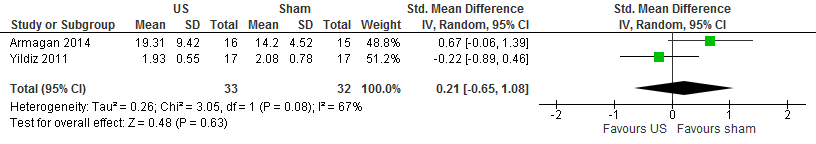 US Sham Std. Mean Difference Std. Mean Difference
Study or Subgroup Mean SD Total Mean SD Total Weight IV, Random, 95% CI IV, Random, 95% CI
Armagan 2014 19.31 9.42 16 14.2 4.52 15 48.8% 0.67 [-0.06, 1.39]
Yildiz 2011 1.93 0.55 17 2.08 0.78 17 51.2% -0.22 [-0.89, 0.46]
Total (95% CI) 33 32 100.0% 0.21 [-0.65, 1.08]
Heterogeneity: Tau² = 0.26; Chi² = 3.05, df = 1 (P = 0.08); I² = 67%
Test for overall effect: Z = 0.48 (P = 0.63)
-2 -1 0 1 2
Favours US Favours sham